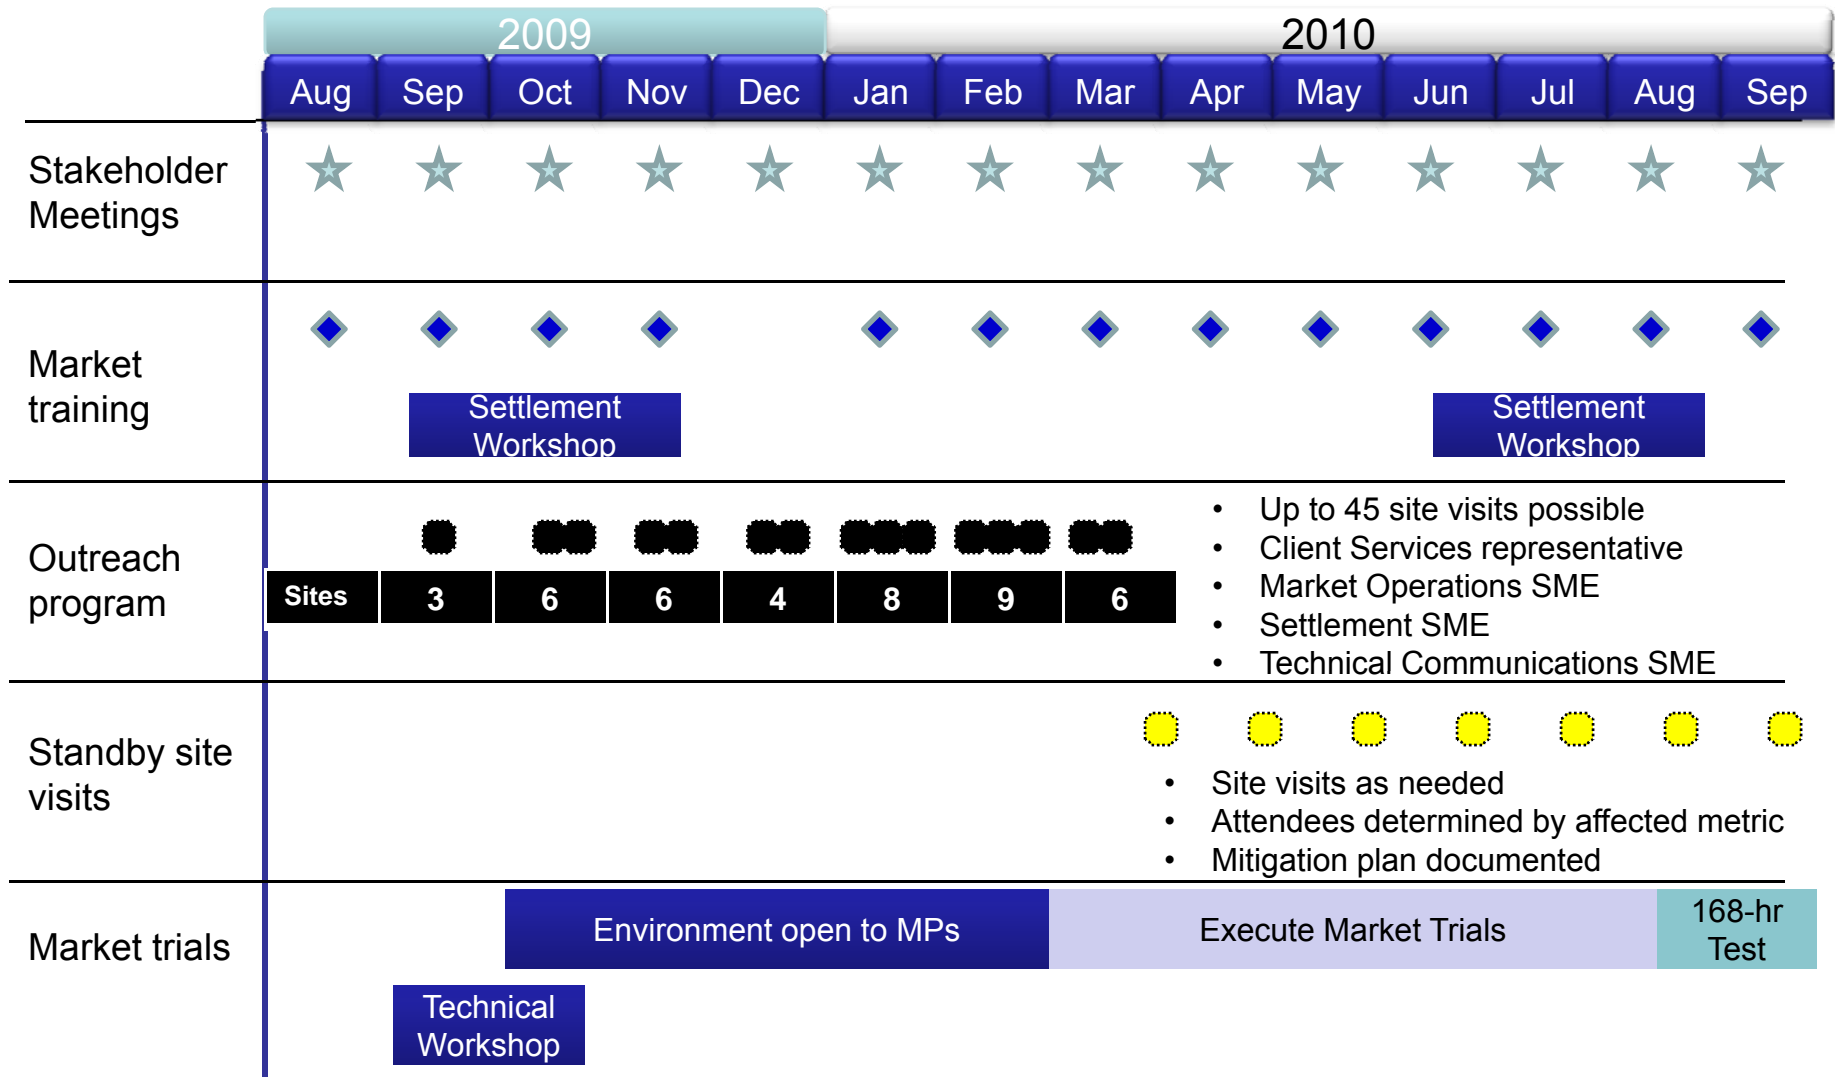 2009 2010
Aug Sep Oct Nov Dec Jan Feb Mar Apr May Jun Jul Aug Sep
Stakeholder
Meetings
Market
training
Settlement
Workshop
Settlement
Workshop
Outreach
program
Sites 3 6 6 4 8 9 6
• Up to 45 site visits possible
• Client Services representative
• Market Operations SME
• Settlement SME
• Technical Communications SME
Standby site
visits
• Site visits as needed
• Attendees determined by affected metric
• Mitigation plan documented
Market trials
Environment open to MPs
Execute Market Trials
168-hr
Test
Technical
Workshop